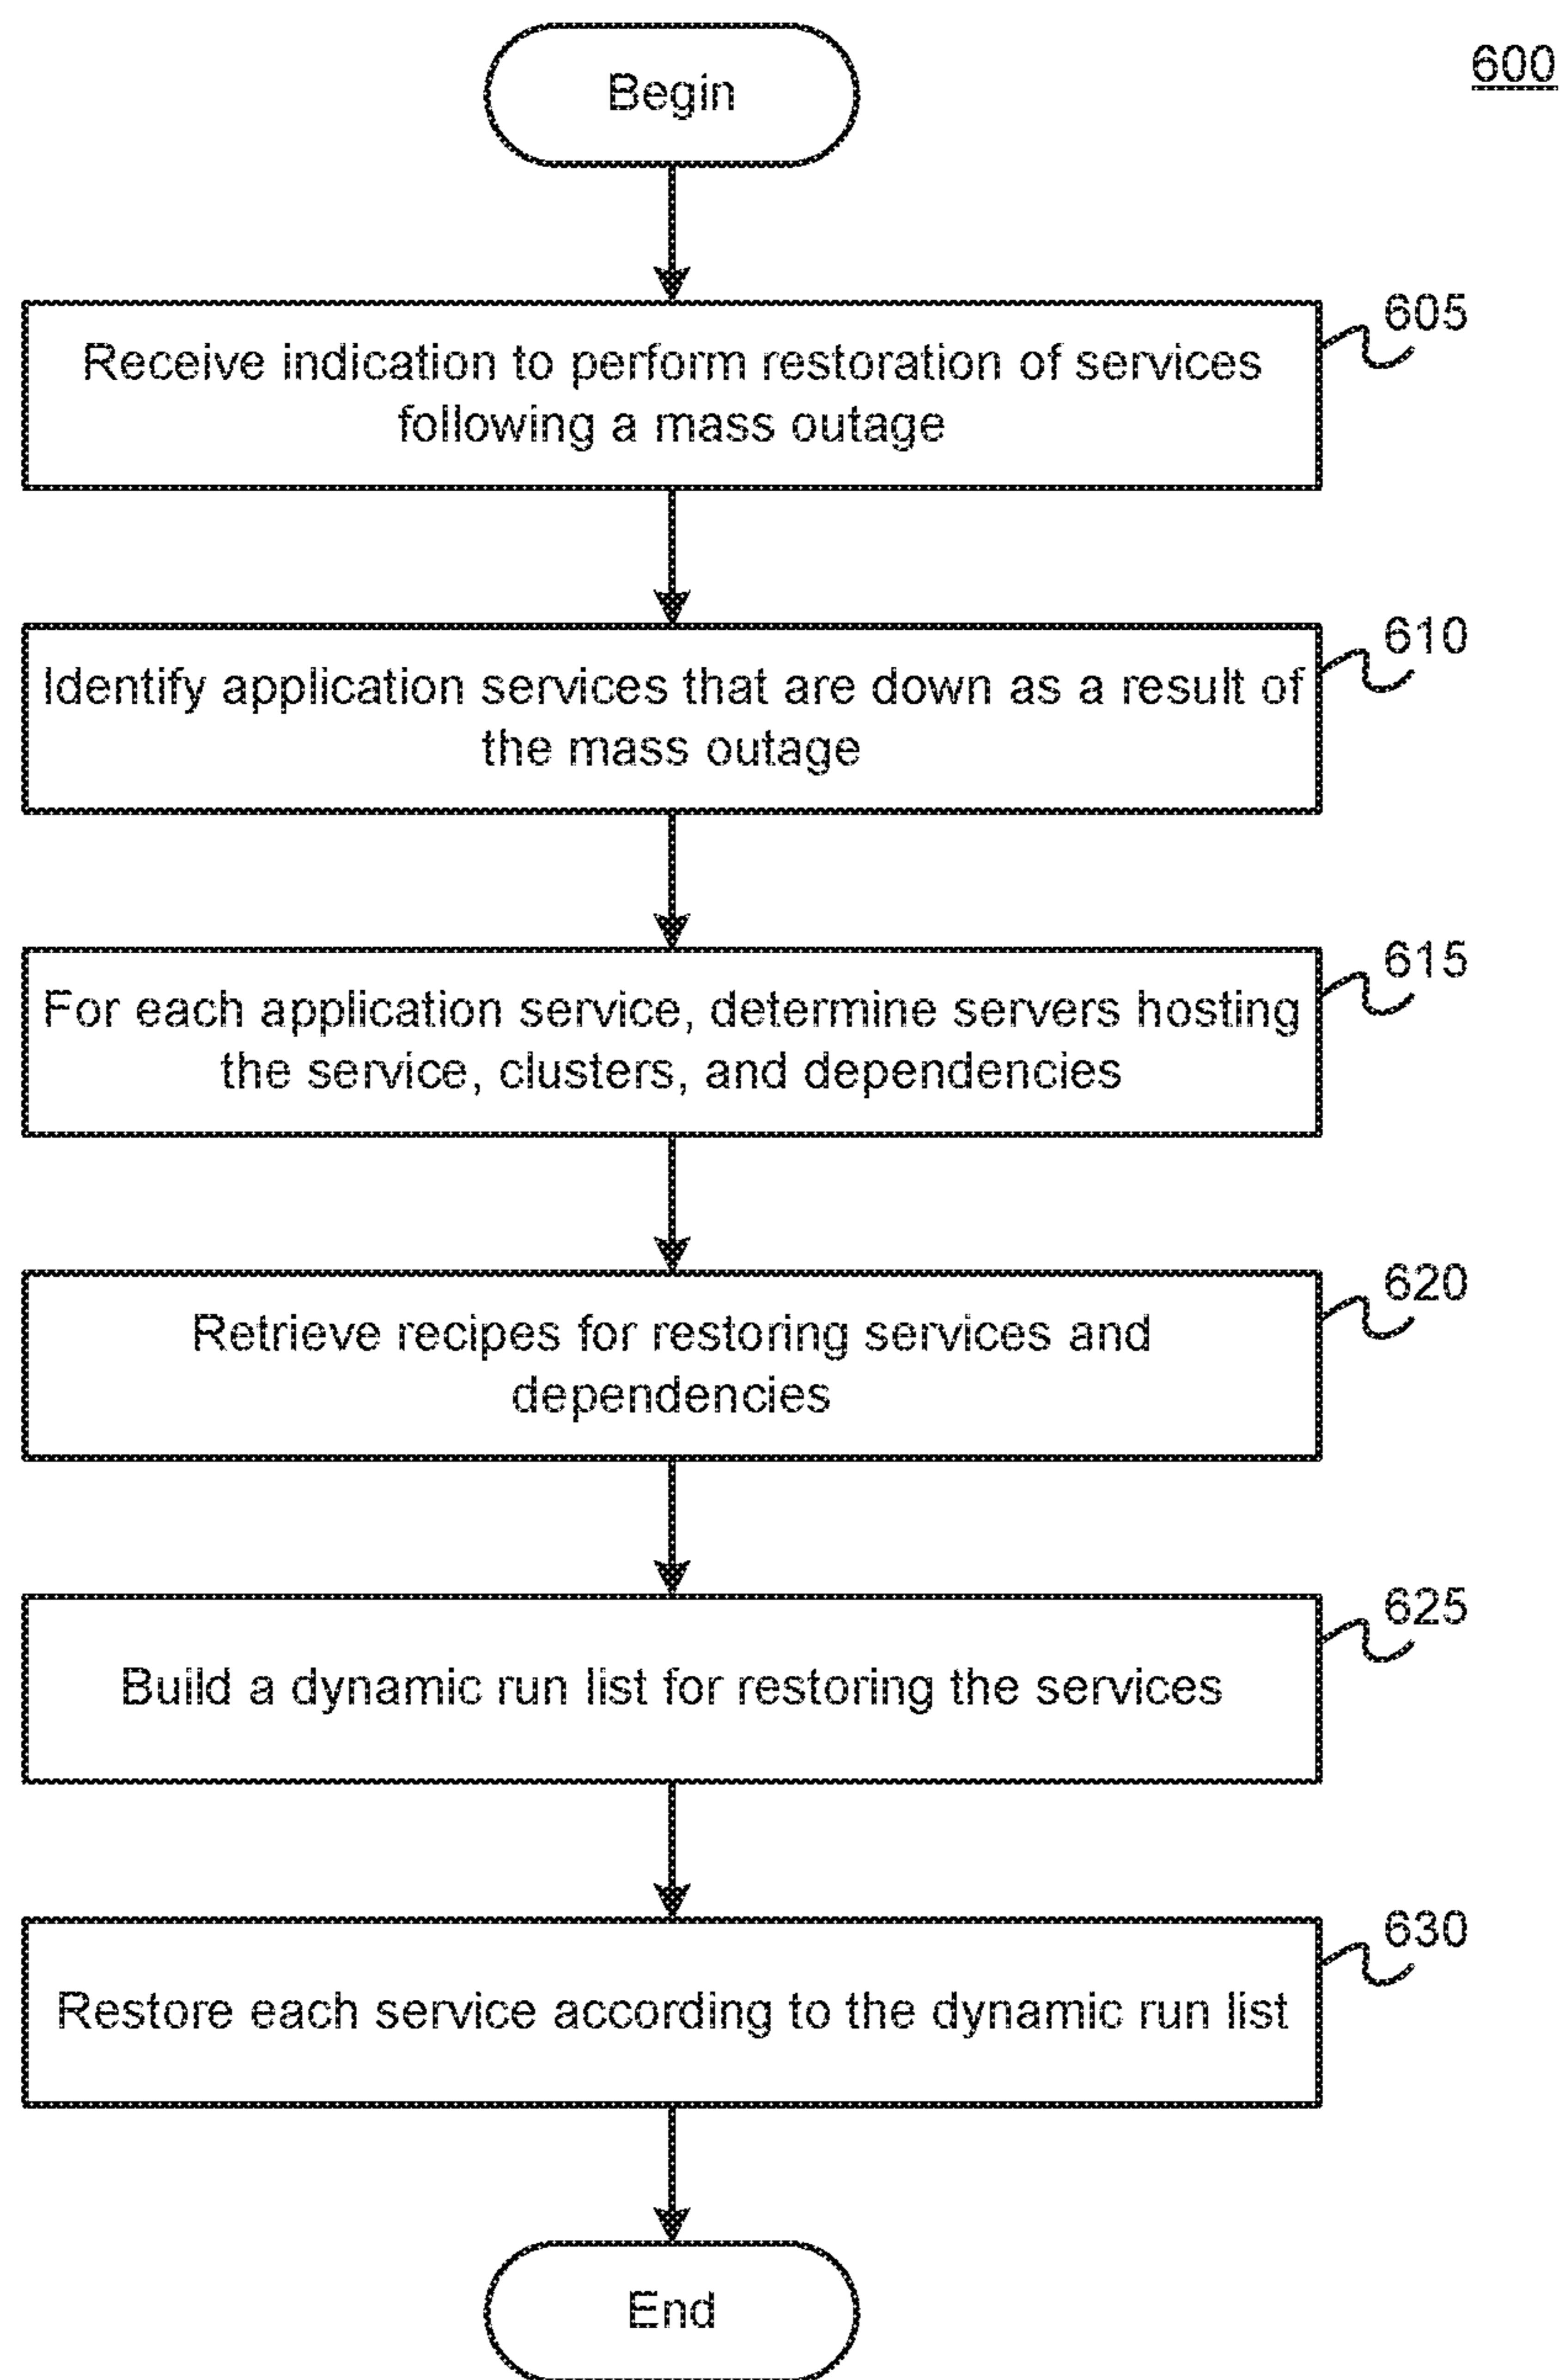 600
Begin
605
Receive indication to perform restoration of services
following a mass outage
610
Identify application services that are down as a result of
the mass outage
615
For each application service, determine servers hosting
the service, clusters, and dependencies
620
Retrieve recipes for restoring services and
dependencies
625
Build a dynamic run list for restoring the services
630
Restore each service according to the dynamic run list
End